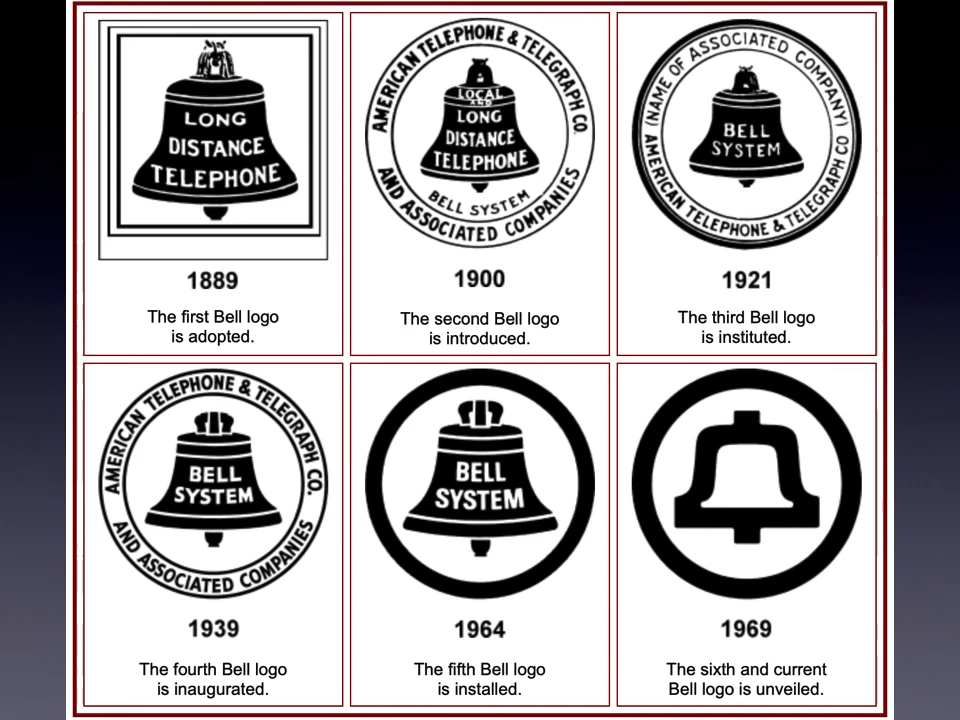 LONG
DISTANCE
TELEPHONE
1889
The first Bell logo
is adopted.
AMERICAN TELEPHONE & TELEGRAPH CO.
LOCAL
AND
LONG
DISTANCE
TELEPHONE
BELL SYSTEM
AND ASSOCIATED COMPANIES
1900
The second Bell logo
is introduced.
(NAME OF ASSOCIATED COMPANY)
BELL
SYSTEM
AMERICAN TELEPHONE & TELEGRAPH CO
1921
The third Bell logo
is instituted.
AMERICAN TELEPHONE & TELEGRAPH CO.
BELL
SYSTEM
AND ASSOCIATED COMPANIES
1939
The fourth Bell logo
is inaugurated.
BELL
SYSTEM
1964
The fifth Bell logo
is installed.
1969
The sixth and current
Bell logo is unveiled.